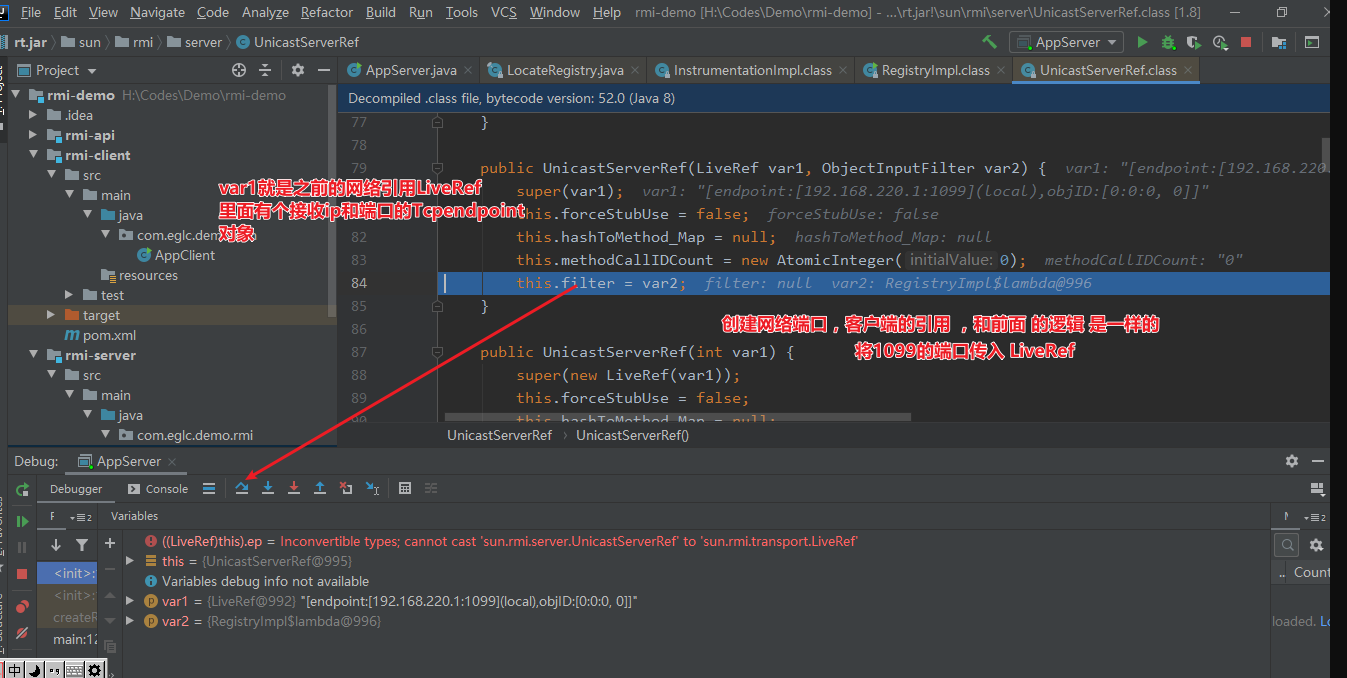 File Edit View Navigate Code Analyze Refactor Build Run Tools VCS Window Help rmi-demo [H:\Codes\Demo\rmi-demo] - ...\rt.jar!\sun\rmi\server\UnicastServerRef.class [1.8]
rt.jar sun rmi server UnicastServerRef AppServer
Project AppServer.java LocateRegistry.java InstrumentationImpl.class RegistryImpl.class UnicastServerRef.class
rmi-demo H:\Codes\Demo\rmi-demo
.idea
rmi-api
rmi-client
src
main
java
com.eglc.de
AppClient
resources
test
target
pom.xml
rmi-server
src
main
java
com.eglc.demo.rmi
var1就是之前的网络引用LiveRef
里面有个接收ip和端口的Tcpendpoint
对象
Decompiled .class file, bytecode version: 52.0 (Java 8)
77 }
78
79 public UnicastServerRef(LiveRef var1, ObjectInputFilter var2) { var1: "[endpoint:[192.168.220.
super(var1); var1: "[endpoint:[192.168.220.1:1099](local),objID:[0:0:0, 0]]"
this.forceStubUse = false; forceStubUse: false
82 this.hashToMethod_Map = null; hashToMethod_Map: null
83 this.methodCallIDCount = new AtomicInteger( initialValue: 0); methodCallIDCount: "0"
84 this.filter = var2; filter: null var2: RegistryImpl$lambda@996
85 }
86
87 public UnicastServerRef(int var1) {
88 super(new LiveRef(var1));
89 this.forceStubUse = false;
90 this.hashToMethod_Map = null;
创建网络端口，客户端的引用 ，和前面 的逻辑 是一样的
将1099的端口传入 LiveRef
UnicastServerRef › UnicastServerRef()
Debug: AppServer
Debugger Console
F Variables
((LiveRef)this).ep = Inconvertible types; cannot cast 'sun.rmi.server.UnicastServerRef' to 'sun.rmi.transport.LiveRef'
this = {UnicastServerRef@995}
Variables debug info not available
var1 = {LiveRef@992} "[endpoint:[192.168.220.1:1099](local),objID:[0:0:0, 0]]"
var2 = {RegistryImpl$lambda@996}
<init>:
<init>:
createR
main:12
.. Count
loaded. Lo
中